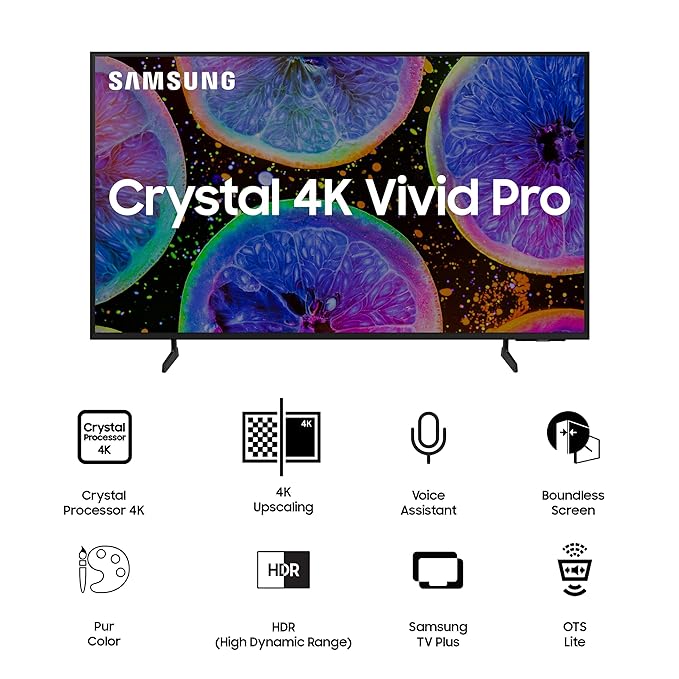 SAMSUNG
Crystal 4K Vivid Pro
Crystal
Processor
4K
4K
HDR
Crystal
Processor 4K
4K
Upscaling
Voice
Assistant
Boundless
Screen
Pur
Color
HDR
(High Dynamic Range)
Samsung
TV Plus
OTS
Lite